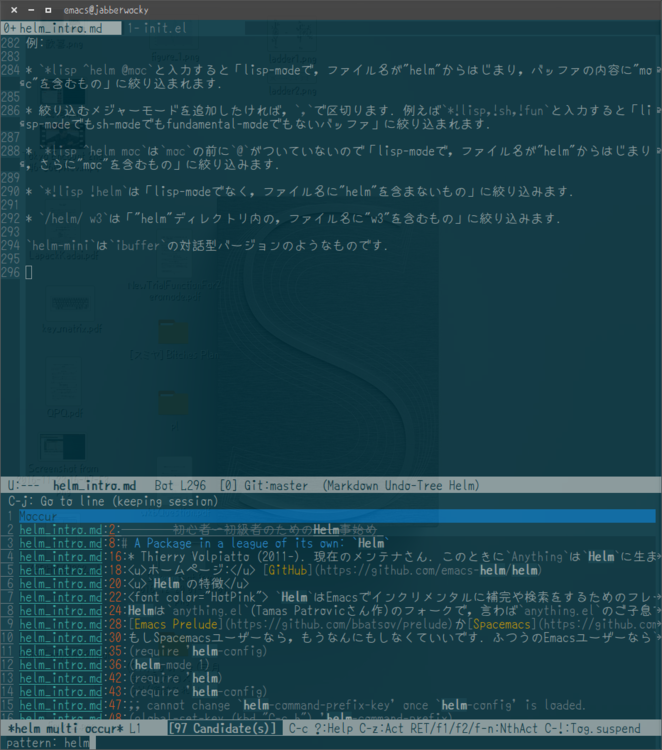 emacs@jabberwocky
0+ helm_intro.md 1- init.el
282 例:
283
284 * `*lisp ^helm @moc`と入力すると「lisp-modeで, ファイル名が"helm"からはじまり, バッファの内容に"mo
c"を含むもの」に絞り込まれます.
285
286 * 絞り込むメジャーモードを追加したければ, `,`で区切ります. 例えば`*!lisp,!sh,!fun`と入力すると「li
sp-modeでもsh-modeでもfundamental-modeでもないバッファ」に絞り込まれます.
287
288 * `*lisp ^helm moc`は`moc`の前に`@`がついていないので「lisp-modeで, ファイル名が"helm"からはじまり
, さらに"moc"を含むもの」に絞り込みます.
289
290 * `*!lisp !helm`は「lisp-modeでなく, ファイル名に"helm"を含まないもの」に絞り込みます.
291
292 * `/helm/ w3`は「"helm"ディレクトリ内の, ファイル名に"w3"を含むもの」に絞り込みます.
293
294 `helm-mini`は`ibuffer`の対話型バージョンのようなものです.
295
296
U:--- helm_intro.md Bot L296 [0] Git:master (Markdown Undo-Tree Helm)
C-j: Go to line (keeping session)
1 Moccur
2 helm_intro.md:2: 初心者〜初級者のためのHelm事始め
3 helm_intro.md:8:# A Package in a league of its own: `Helm`
4 helm_intro.md:16:* Thierry Volpiatto (2011-). 現在のメンテナさん. このときに`Anything`は`Helm`に生ま
5 helm_intro.md:18:<u>ホームページ:</u> [GitHub](https://github.com/emacs-helm/helm)
6 helm_intro.md:20:<u>`Helm`の特徴</u>
7 helm_intro.md:22:<font color="HotPink"> `Helm`はEmacsでインクリメンタルに補完や検索をするためのフレー
8 helm_intro.md:24:Helmは`anything.el`(Tamas Patrovicさん作)のフォークで, 言わば`anything.el`のご子息
9 helm_intro.md:28:[Emacs Prelude](https://github.com/bbatsov/prelude)か[Spacemacs](https://github.com
10 helm_intro.md:30:もしSpacemacsユーザーなら, もうなんにもしなくていいです. ふつうのEmacsユーザーなら
11 helm_intro.md:35:(require 'helm-config)
12 helm_intro.md:36:(helm-mode 1)
13 helm_intro.md:42:(require 'helm)
14 helm_intro.md:43:(require 'helm-config)
15 helm_intro.md:47:;; cannot change `helm-command-prefix-key' once `helm-config' is loaded.
16 helm_intro.md:48:(global-set-key (kbd "C-c h") 'helm-command-prefix)
*helm multi occur* L1 [97 Candidate(s)] C-c ?:Help C-z:Act RET/f1/f2/f-n:NthAct C-!:Tog.suspend
pattern: helm